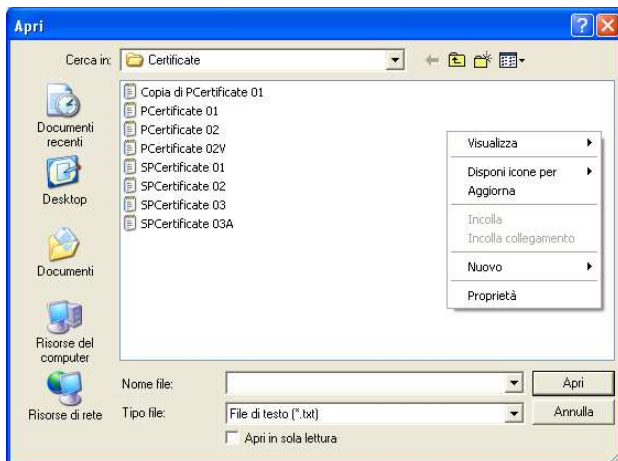 Apri
Cerca in:
Certificate
Documenti
recenti
Desktop
Documenti
Risorse del
computer
Risorse di rete
Copia di PCertificate 01
PCertificate 01
PCertificate 02
PCertificate 02V
SPCertificate 01
SPCertificate 02
SPCertificate 03
SPCertificate 03A
Visualizza
Disponi icone per
Aggiorna
Incolla
Incolla collegamento
Nuovo
Proprietà
Nome file:
Apri
Tipo file:
File di testo (*.txt)
Annulla
Apri in sola lettura